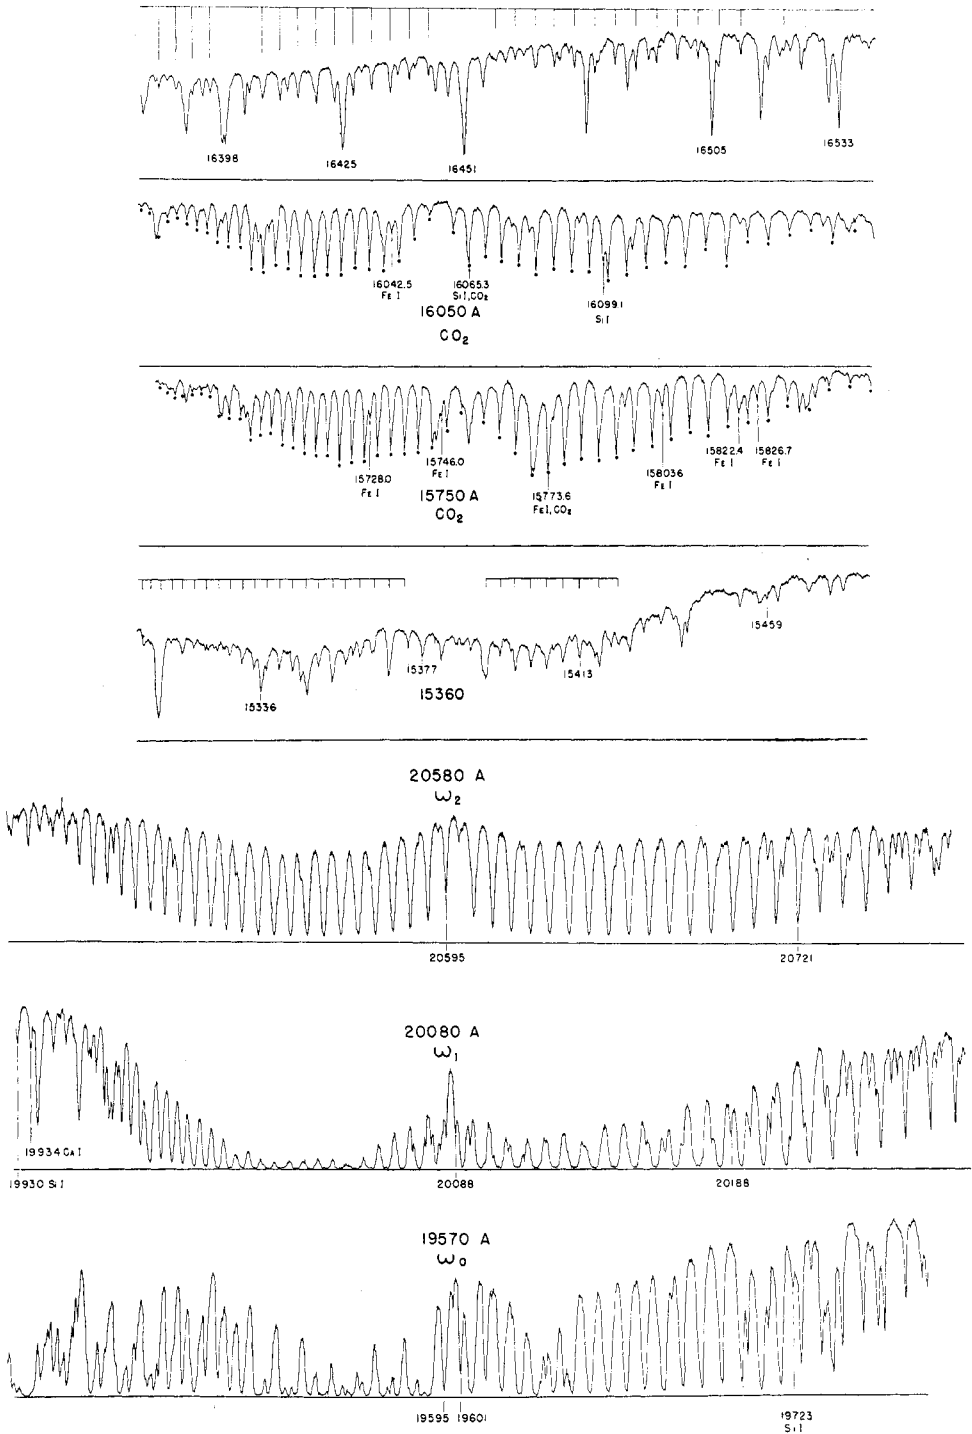 16398 16425 16451 16505 16533
16042.5 16065.3 16099.1
Fe I Si I, CO2 Si I
16050 A
CO2
15728.0 15746.0 15773.6 15803.6 15822.4 15826.7
Fe I Fe I Fe I, CO2 Fe I Fe I Fe I
15750 A
CO2
15336 15377 15413 15459
15360
20580 A
ω2
20595 20721
20080 A
ω1
19934 Ca I
19930 Si I 20088 20188
19570 A
ω0
19595 19601 19723
Si I